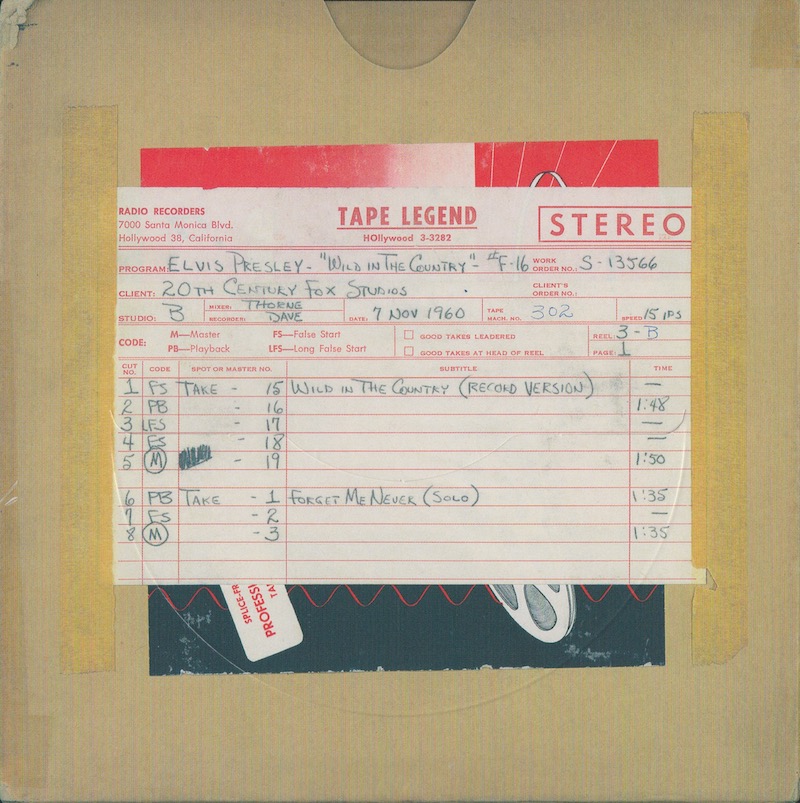 RADIO RECORDERS
7000 Santa Monica Blvd.
Hollywood 38, California
TAPE LEGEND
HOllywood 3-3282
STEREO
PROGRAM: ELVIS PRESLEY - "WILD IN THE COUNTRY" - #F-16 WORK ORDER NO.: S-13566
CLIENT: 20TH CENTURY FOX STUDIOS CLIENT'S ORDER NO.:
STUDIO: B MIXER: THORNE RECORDER: DAVE DATE: 7 NOV 1960 TAPE MACH. NO. 302 SPEED 15 IPS
CODE: M—Master FS—False Start GOOD TAKES LEADERED REEL 3-B
PB—Playback LFS—Long False Start GOOD TAKES AT HEAD OF REEL PAGE: 1
CUT NO. CODE SPOT OR MASTER NO. SUBTITLE TIME
1 FS TAKE - 15 WILD IN THE COUNTRY (RECORD VERSION) —
2 PB - 16 1:48
3 LFS - 17 —
4 FS - 18 —
5 M - 19 1:50
6 PB TAKE - 1 FORGET ME NEVER (SOLO) 1:35
7 FS - 2 —
8 M - 3 1:35
SPLICE-FR
PROFESSI
TA